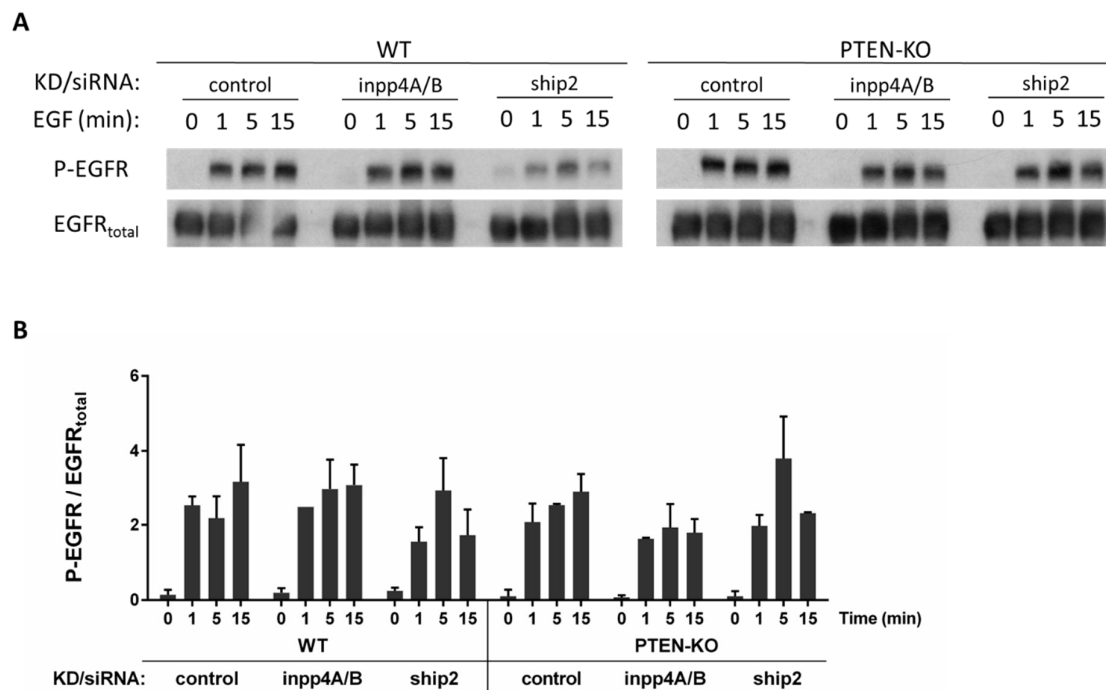 A
WT PTEN-KO
KD/siRNA: control inpp4A/B ship2 control inpp4A/B ship2
EGF (min): 0 1 5 15 0 1 5 15 0 1 5 15 0 1 5 15 0 1 5 15 0 1 5 15
P-EGFR
EGFRtotal
B
P-EGFR / EGFRtotal
6
4
2
0
0 1 5 15 0 1 5 15 0 1 5 15 0 1 5 15 0 1 5 15 0 1 5 15 Time (min)
WT PTEN-KO
KD/siRNA: control inpp4A/B ship2 control inpp4A/B ship2